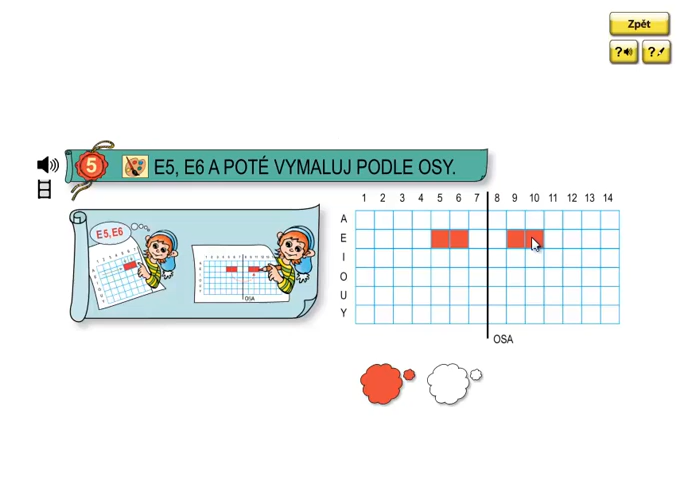 Zpět
? ?
5 E5, E6 A POTÉ VYMALUJ PODLE OSY.
1 2 3 4 5 6 7 8 9 10 11 12 13 14
A
E
I
O
U
Y
E5,E6
OSA
OSA